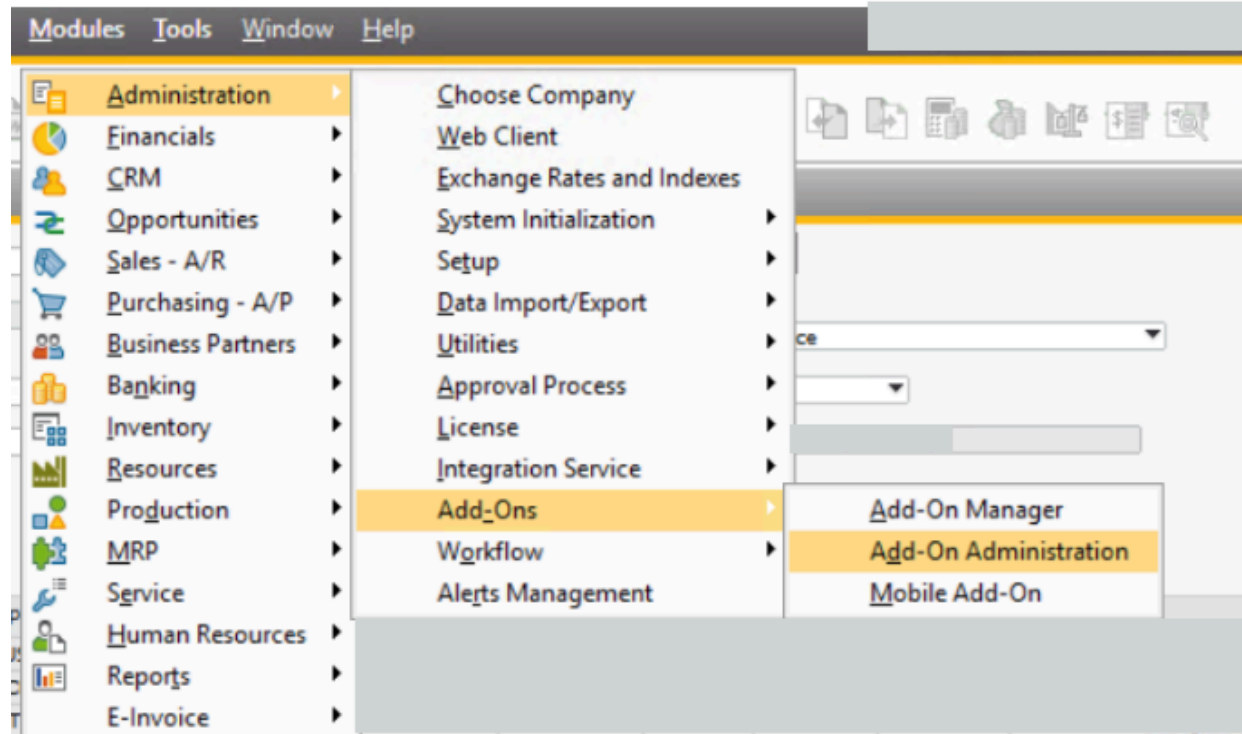 Modules Tools Window Help
Administration
Financials
CRM
Opportunities
Sales - A/R
Purchasing - A/P
Business Partners
Banking
Inventory
Resources
Production
MRP
Service
Human Resources
Reports
E-Invoice
Choose Company
Web Client
Exchange Rates and Indexes
System Initialization
Setup
Data Import/Export
Utilities
Approval Process
License
Integration Service
Add-Ons
Workflow
Alerts Management
Add-On Manager
Add-On Administration
Mobile Add-On
ce